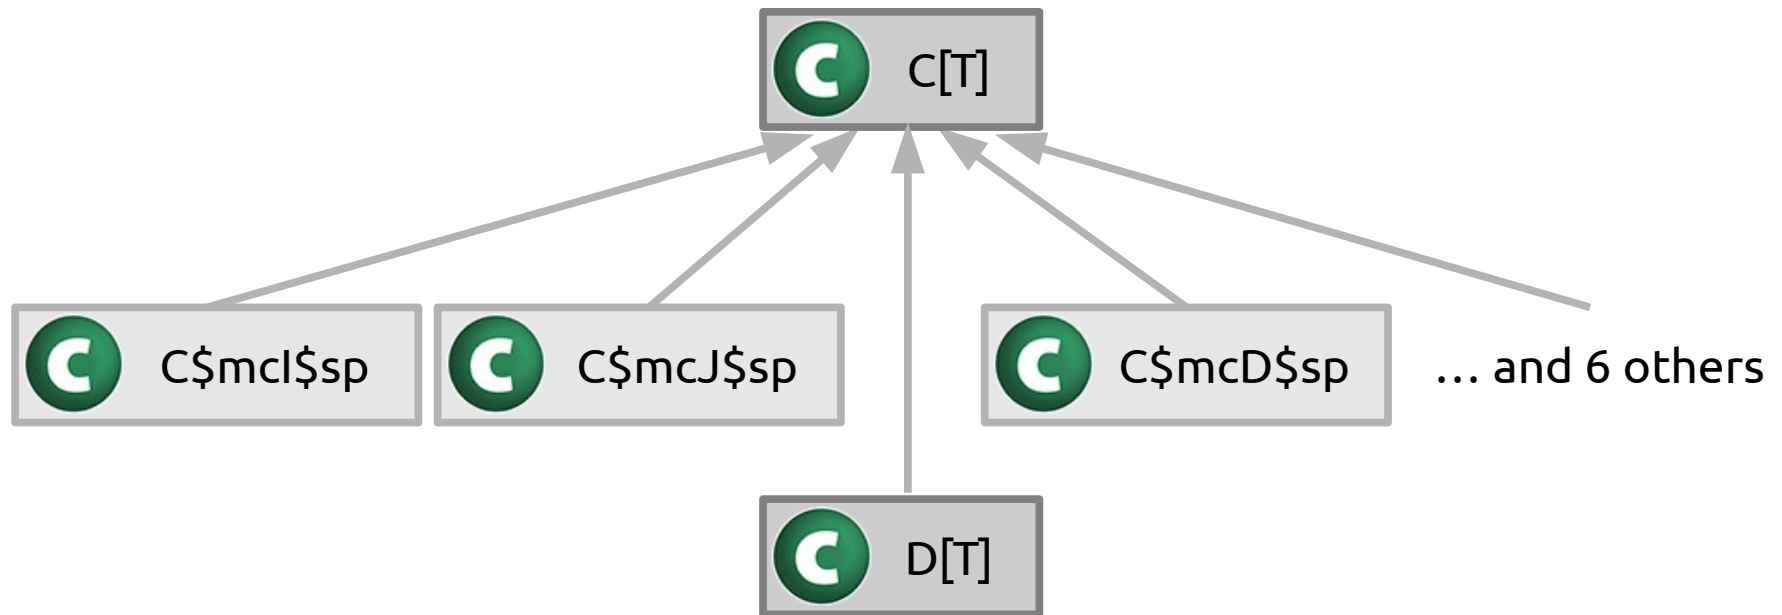 C C[T]
C C$mcI$sp C C$mcJ$sp C C$mcD$sp … and 6 others
C D[T]